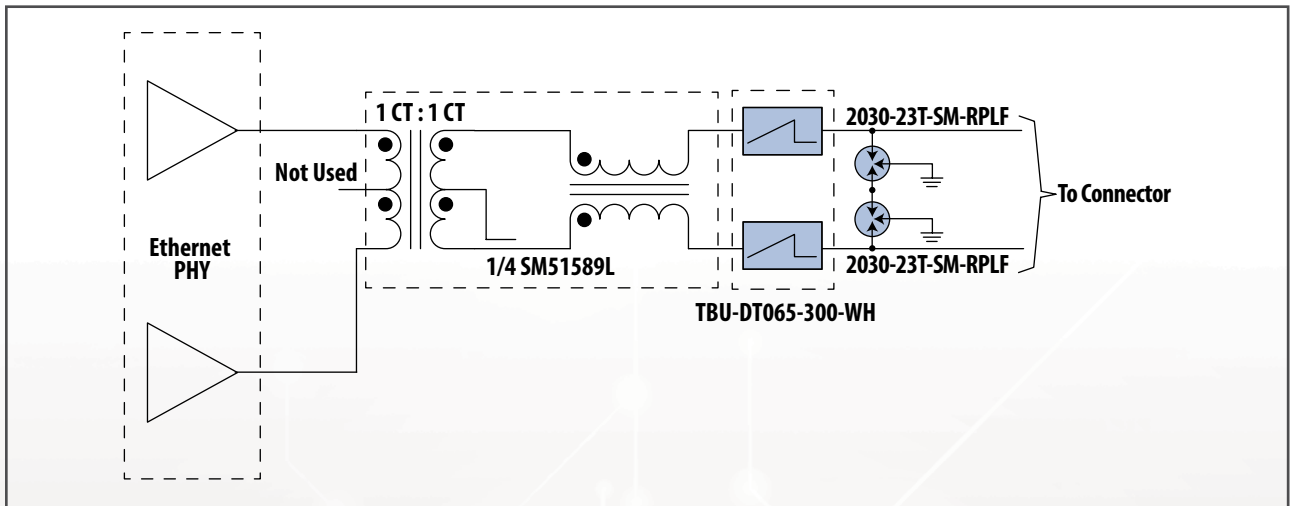 1 CT : 1 CT
2030-23T-SM-RPLF
Not Used
To Connector
Ethernet
PHY
1/4 SM51589L
2030-23T-SM-RPLF
TBU-DT065-300-WH